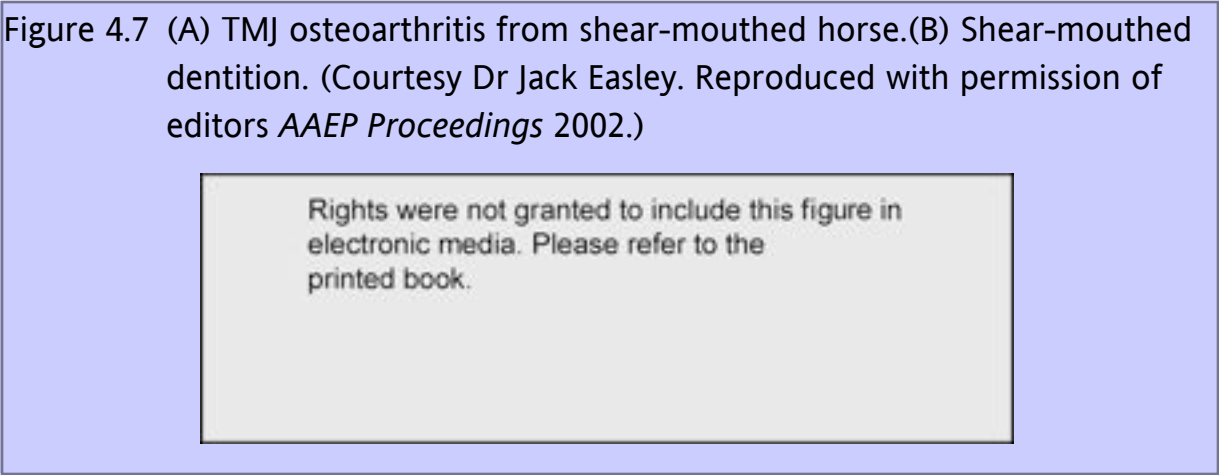 Figure 4.7 (A) TMJ osteoarthritis from shear-mouthed horse.(B) Shear-mouthed
dentition. (Courtesy Dr Jack Easley. Reproduced with permission of
editors AAEP Proceedings 2002.)
Rights were not granted to include this figure in
electronic media. Please refer to the
printed book.